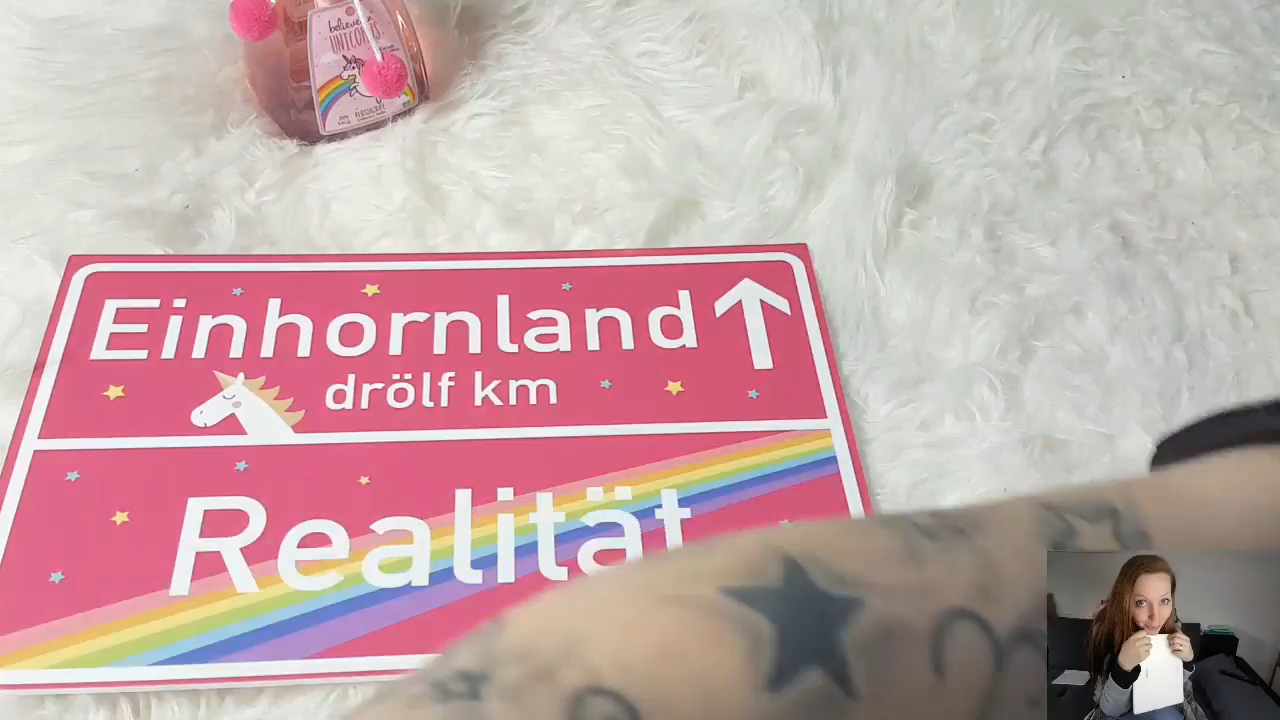 believe in
UNICORNS
Einhornland
drölf km
Realität